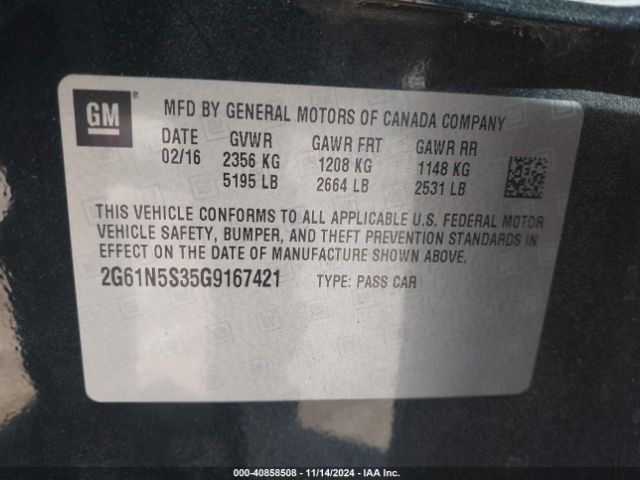 GM
MFD BY GENERAL MOTORS OF CANADA COMPANY
DATE GVWR GAWR FRT GAWR RR
02/16 2356 KG 1208 KG 1148 KG
5195 LB 2664 LB 2531 LB
THIS VEHICLE CONFORMS TO ALL APPLICABLE U.S. FEDERAL MOTOR
VEHICLE SAFETY, BUMPER, AND THEFT PREVENTION STANDARDS IN
EFFECT ON THE DATE OF MANUFACTURE SHOWN ABOVE.
2G61N5S35G9167421 TYPE: PASS CAR
000-40858508 - 11/14/2024 - IAA Inc.